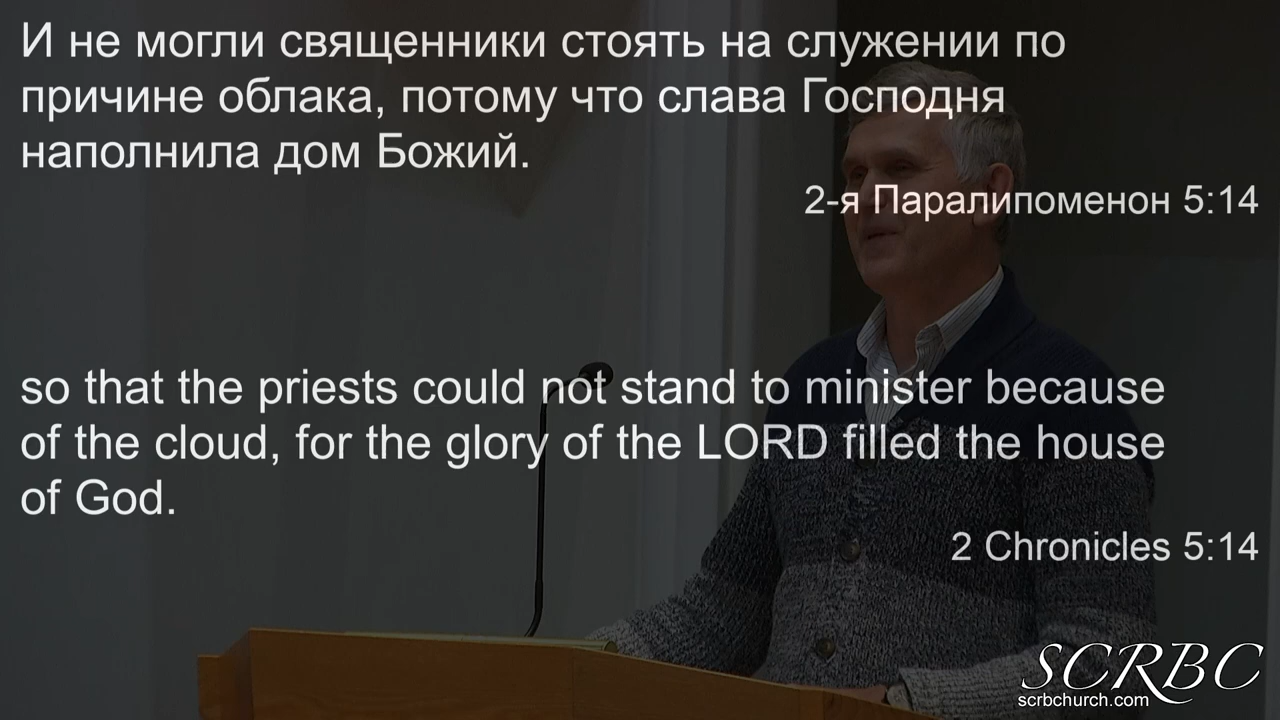 И не могли священники стоять на служении по
причине облака, потому что слава Господня
наполнила дом Божий.
2-я Паралипоменон 5:14
so that the priests could not stand to minister because
of the cloud, for the glory of the LORD filled the house
of God.
2 Chronicles 5:14
SCRBC
scrbchurch.com